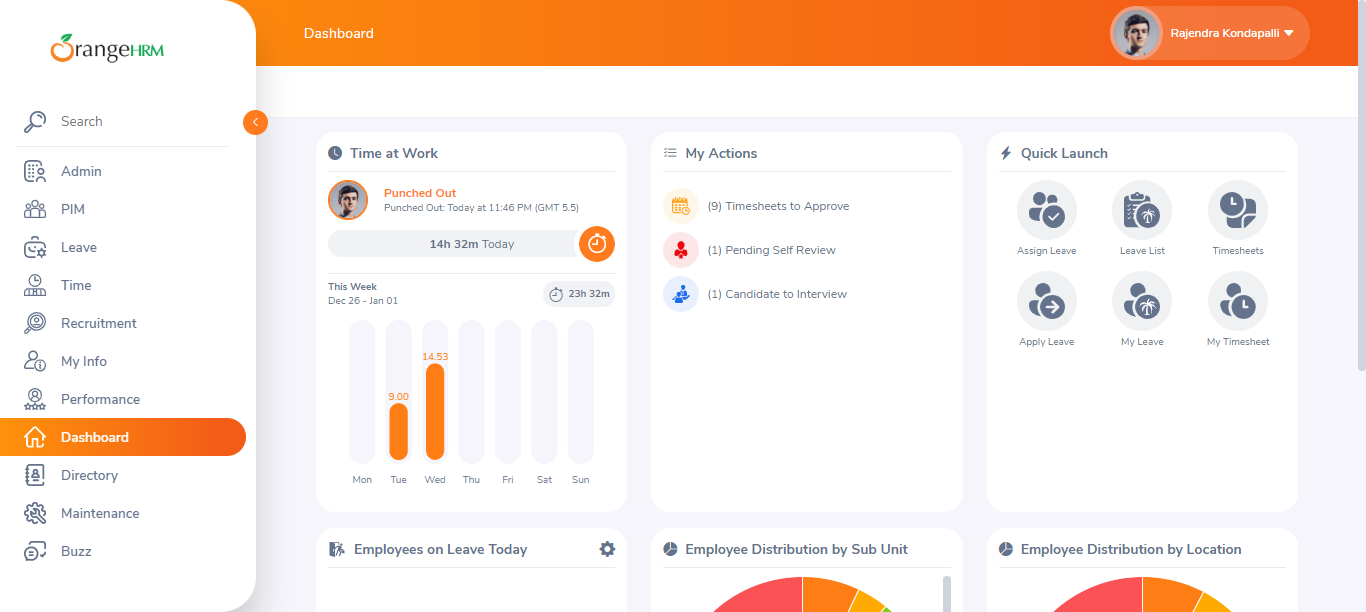 OrangeHRM
Search
Admin
PIM
Leave
Time
Recruitment
My Info
Performance
Dashboard
Directory
Maintenance
Buzz
Dashboard
Rajendra Kondapalli
Time at Work
Punched Out
Punched Out: Today at 11:46 PM (GMT 5.5)
14h 32m Today
This Week
Dec 26 - Jan 01
23h 32m
14.53
9.00
Mon Tue Wed Thu Fri Sat Sun
My Actions
(9) Timesheets to Approve
(1) Pending Self Review
(1) Candidate to Interview
Quick Launch
Assign Leave Leave List Timesheets
Apply Leave My Leave My Timesheet
Employees on Leave Today
Employee Distribution by Sub Unit
Employee Distribution by Location